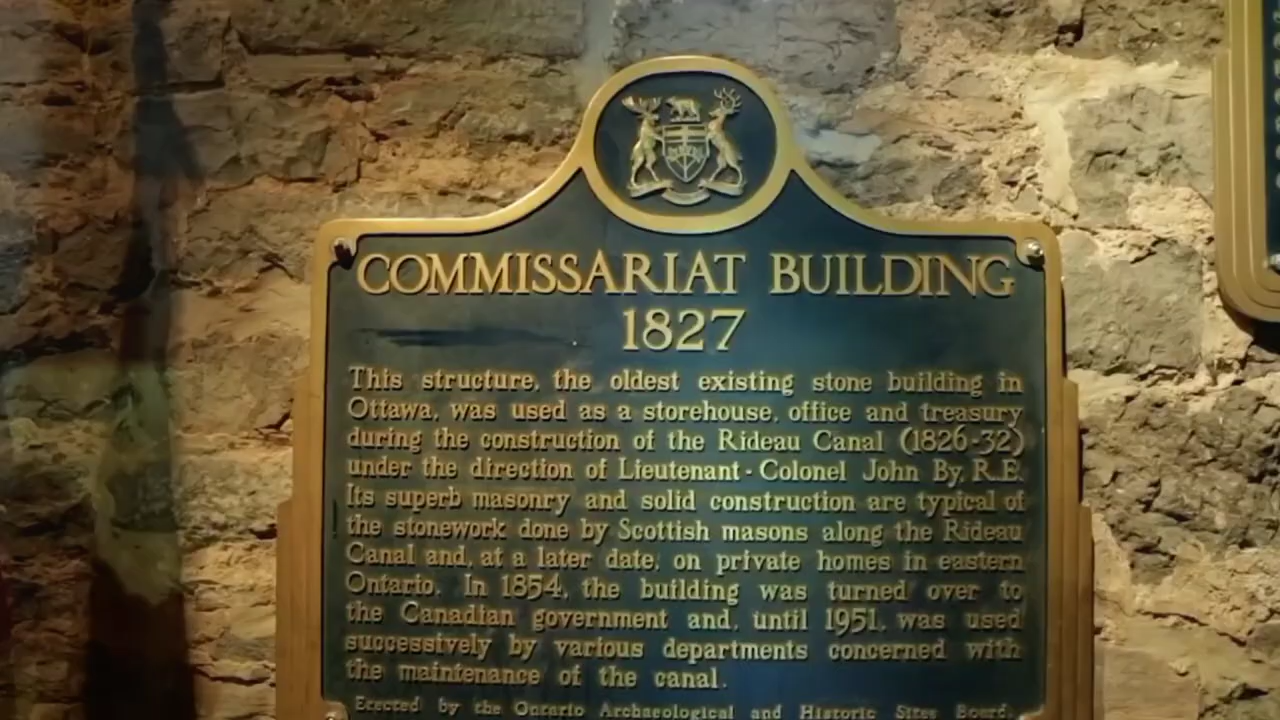 COMMISSARIAT BUILDING
1827
This structure, the oldest existing stone building in
Ottawa, was used as a storehouse, office and treasury
during the construction of the Rideau Canal (1826-32)
under the direction of Lieutenant-Colonel John By, R.E.
Its superb masonry and solid construction are typical of
the stonework done by Scottish masons along the Rideau
Canal and, at a later date, on private homes in eastern
Ontario. In 1854, the building was turned over to
the Canadian government and, until 1951, was used
successively by various departments concerned with
the maintenance of the canal.
Erected by the Ontario Archaeological and Historic Sites Board.